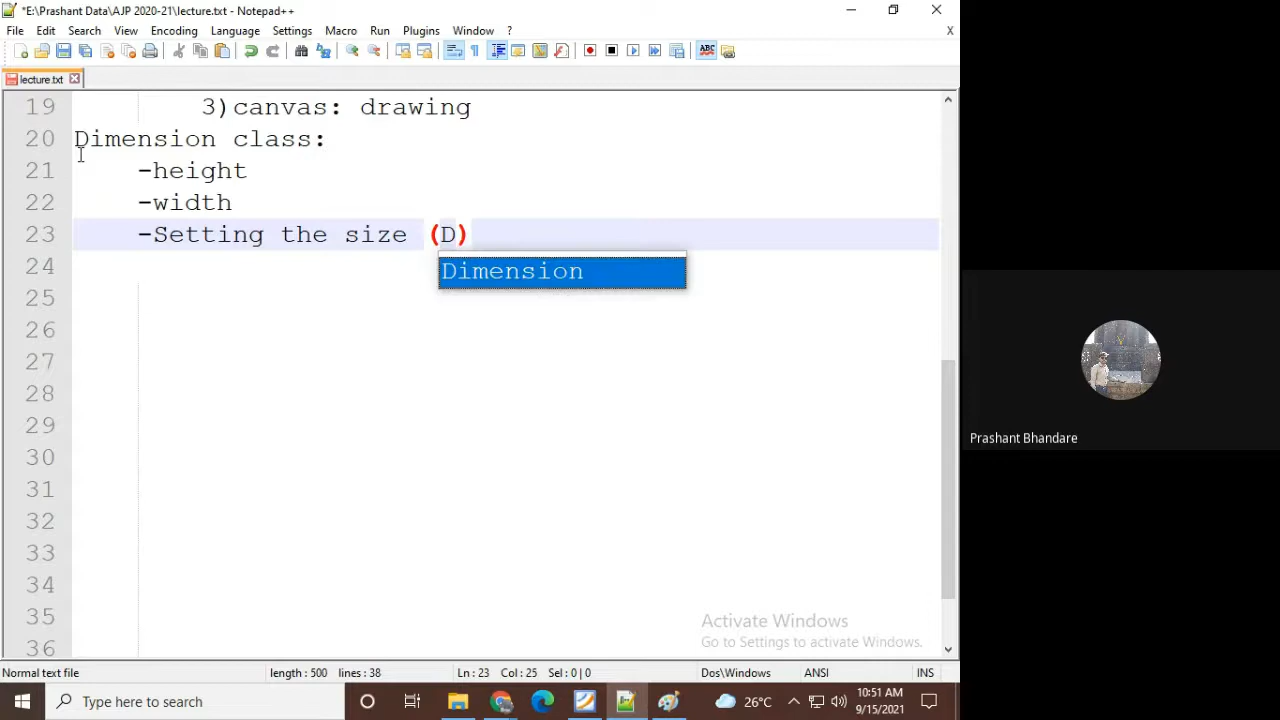 *E:\Prashant Data\AJP 2020-21\lecture.txt - Notepad++
File Edit Search View Encoding Language Settings Macro Run Plugins Window ? X
lecture.txt
19 3)canvas: drawing
20 Dimension class:
21 -height
22 -width
23 -Setting the size (D)
24 Dimension
25
26
27
28
29
30
31
32
33
34
35
36
Prashant Bhandare
Activate Windows
Go to Settings to activate Windows.
Normal text file length : 500 lines : 38 Ln : 23 Col : 25 Sel : 0 | 0 Dos\Windows ANSI INS
Type here to search 26°C 10:51 AM
9/15/2021